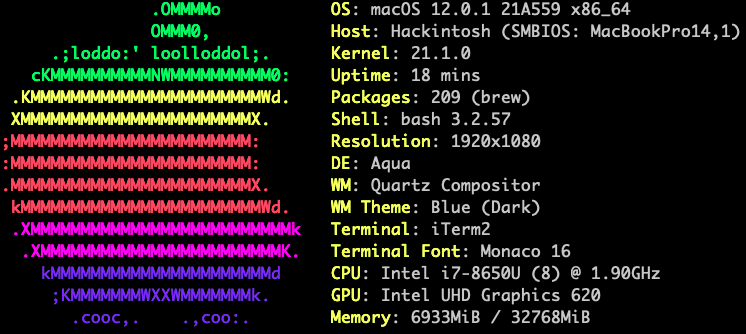 .OMMMMo OS: macOS 12.0.1 21A559 x86_64
OMMM0, Host: Hackintosh (SMBIOS: MacBookPro14,1)
.;loddo:' loolloddol;. Kernel: 21.1.0
cKMMMMMMMMMMNWMMMMMMMMMM0: Uptime: 18 mins
.KMMMMMMMMMMMMMMMMMMMMMMMWd. Packages: 209 (brew)
XMMMMMMMMMMMMMMMMMMMMMMMX. Shell: bash 3.2.57
;MMMMMMMMMMMMMMMMMMMMMMMM: Resolution: 1920x1080
:MMMMMMMMMMMMMMMMMMMMMMMM: DE: Aqua
.MMMMMMMMMMMMMMMMMMMMMMMMX. WM: Quartz Compositor
kMMMMMMMMMMMMMMMMMMMMMMMMWd. WM Theme: Blue (Dark)
.XMMMMMMMMMMMMMMMMMMMMMMMMMMk Terminal: iTerm2
.XMMMMMMMMMMMMMMMMMMMMMMMMK. Terminal Font: Monaco 16
kMMMMMMMMMMMMMMMMMMMMMMd CPU: Intel i7-8650U (8) @ 1.90GHz
;KMMMMMMMWXXWMMMMMMMk. GPU: Intel UHD Graphics 620
.cooc,. .,coo:. Memory: 6933MiB / 32768MiB